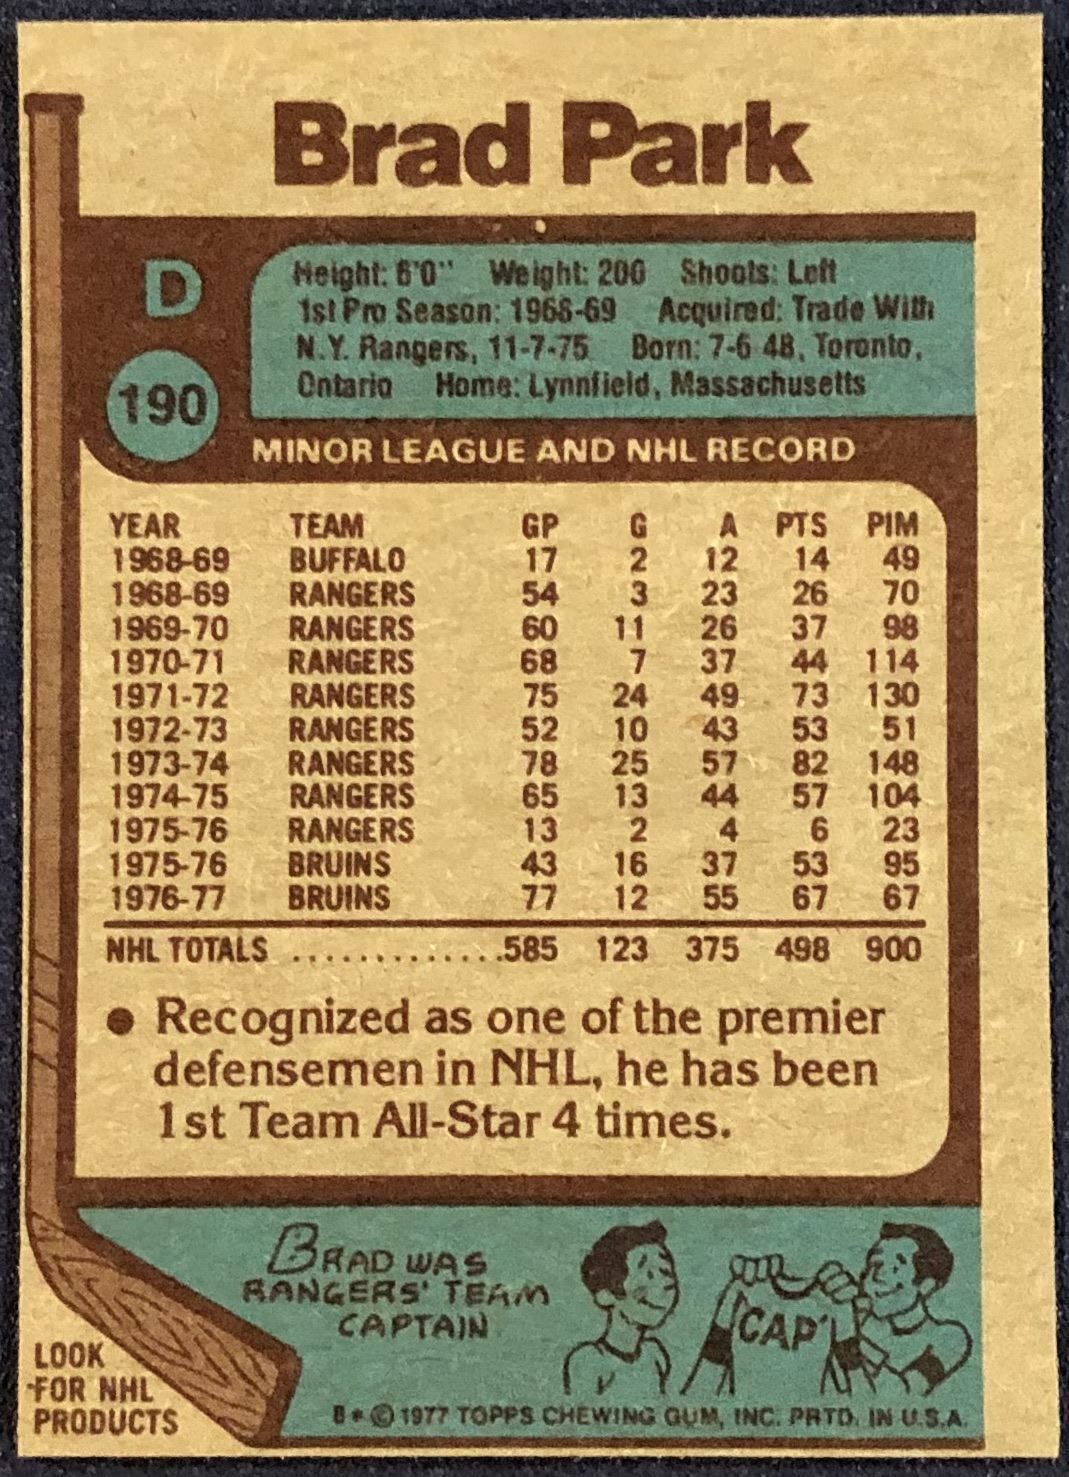 Brad Park
D
190
Height: 6'0" Weight: 200 Shoots: Left
1st Pro Season: 1968-69 Acquired: Trade With
N.Y. Rangers, 11-7-75 Born: 7-6-48, Toronto,
Ontario Home: Lynnfield, Massachusetts
MINOR LEAGUE AND NHL RECORD
YEAR TEAM GP G A PTS PIM
1968-69 BUFFALO 17 2 12 14 49
1968-69 RANGERS 54 3 23 26 70
1969-70 RANGERS 60 11 26 37 98
1970-71 RANGERS 68 7 37 44 114
1971-72 RANGERS 75 24 49 73 130
1972-73 RANGERS 52 10 43 53 51
1973-74 RANGERS 78 25 57 82 148
1974-75 RANGERS 65 13 44 57 104
1975-76 RANGERS 13 2 4 6 23
1975-76 BRUINS 43 16 37 53 95
1976-77 BRUINS 77 12 55 67 67
NHL TOTALS .............585 123 375 498 900
● Recognized as one of the premier
defensemen in NHL, he has been
1st Team All-Star 4 times.
BRAD WAS
RANGERS' TEAM
CAPTAIN
"CAP"
LOOK
FOR NHL
PRODUCTS
B * © 1977 TOPPS CHEWING GUM, INC. PRTD. IN U.S.A.